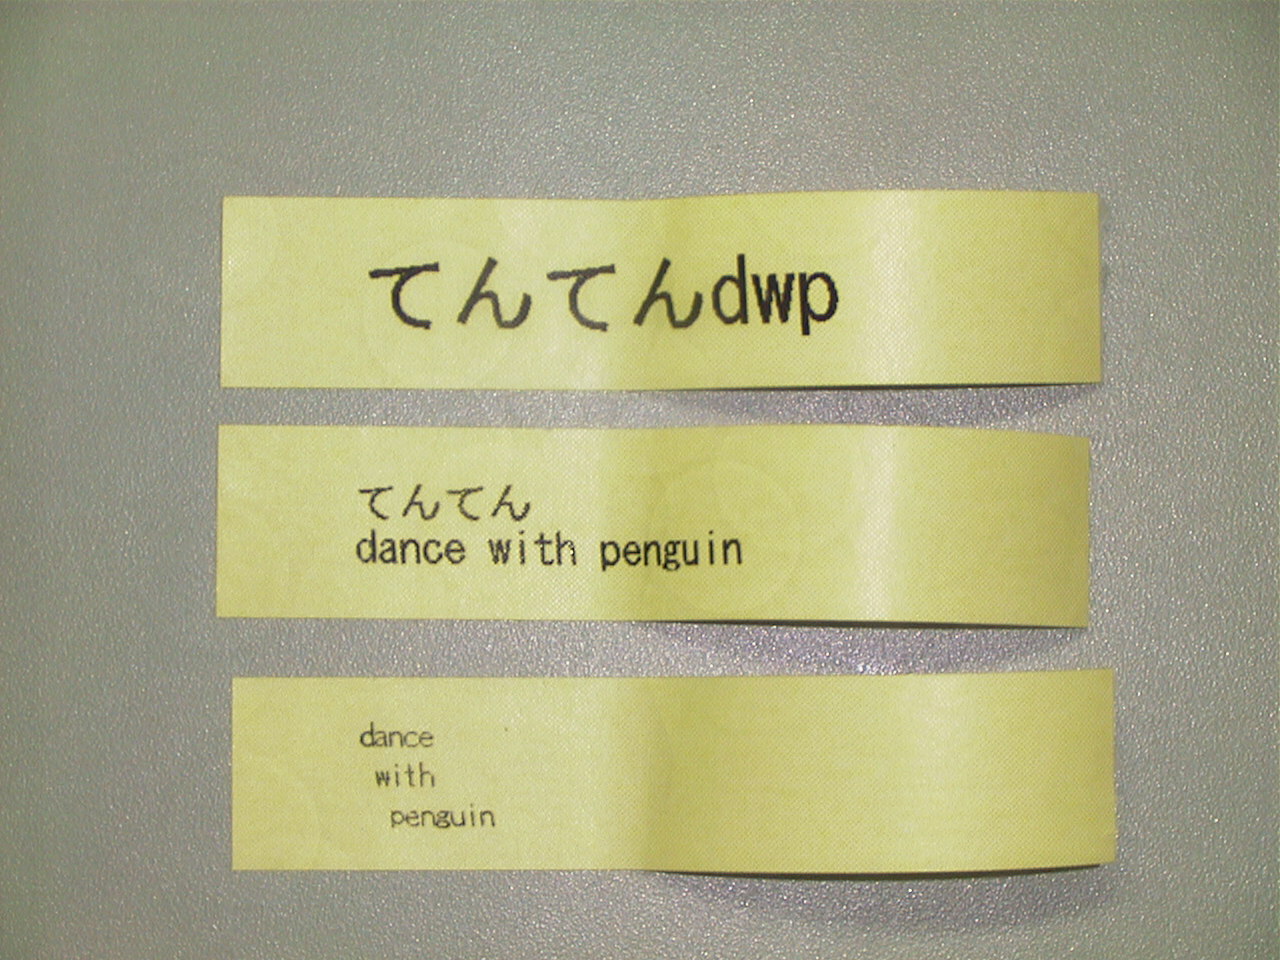 てんてんdwp
てんてん
dance with penguin
dance
with
penguin